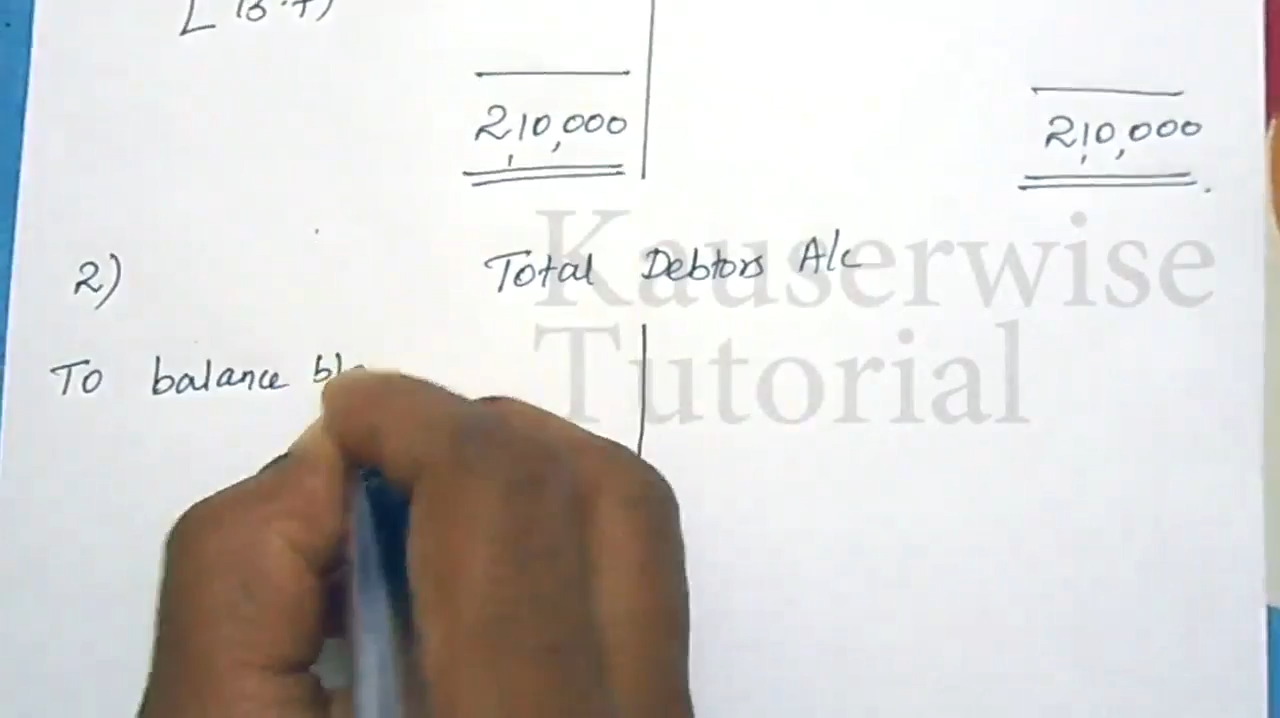 [ (B.f)
210,000 210,000
Kauserwise
2) Total Debtors A/c
Tutorial
To balance b/